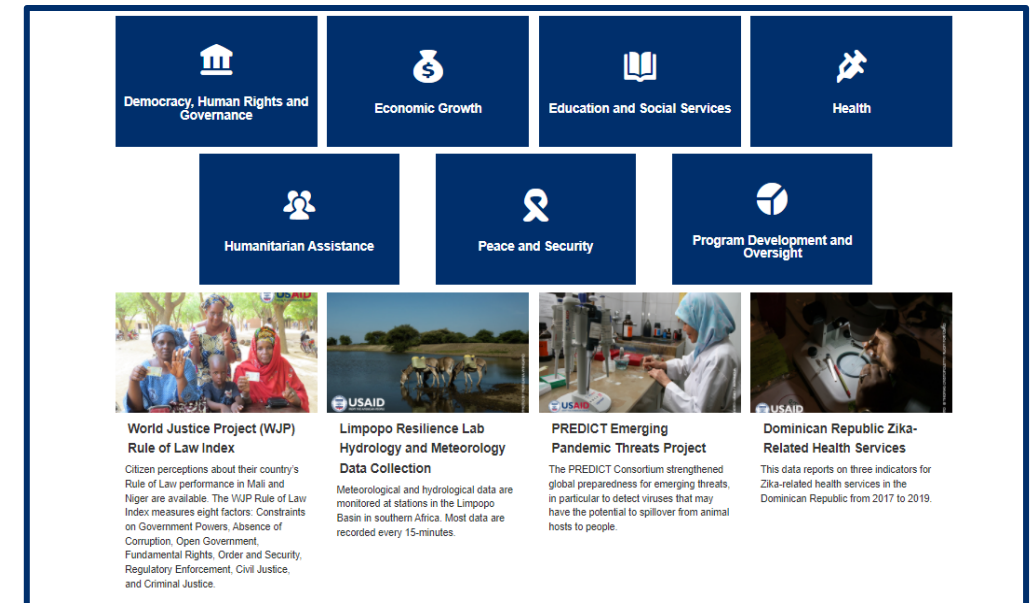 Democracy, Human Rights and
Governance
Economic Growth
Education and Social Services
Health
Humanitarian Assistance
Peace and Security
Program Development and
Oversight
USAID
USAID
USAID
USAID
World Justice Project (WJP)
Rule of Law Index
Citizen perceptions about their country's
Rule of Law performance in Mali and
Niger are available. The WJP Rule of Law
Index measures eight factors: Constraints
on Government Powers, Absence of
Corruption, Open Government,
Fundamental Rights, Order and Security,
Regulatory Enforcement, Civil Justice,
and Criminal Justice.
Limpopo Resilience Lab
Hydrology and Meteorology
Data Collection
Meteorological and hydrological data are
monitored at stations in the Limpopo
Basin in southern Africa. Most data are
recorded every 15-minutes.
PREDICT Emerging
Pandemic Threats Project
The PREDICT Consortium strengthened
global preparedness for emerging threats,
in particular to detect viruses that may
have the potential to spillover from animal
hosts to people.
Dominican Republic Zika-
Related Health Services
This data reports on three indicators for
Zika-related health services in the
Dominican Republic from 2017 to 2019.